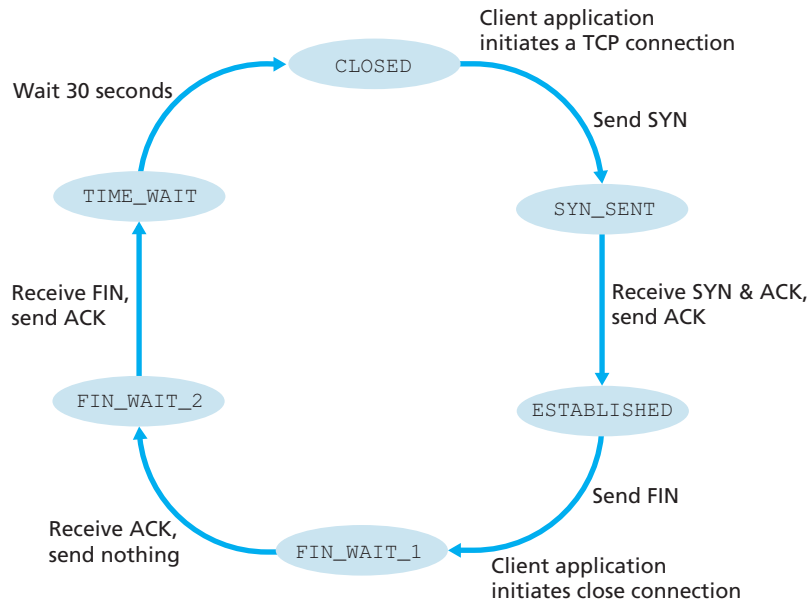 Client application
initiates a TCP connection
CLOSED
Wait 30 seconds
Send SYN
TIME_WAIT
SYN_SENT
Receive FIN,
send ACK
Receive SYN & ACK,
send ACK
FIN_WAIT_2
ESTABLISHED
Send FIN
Receive ACK,
send nothing
FIN_WAIT_1
Client application
initiates close connection